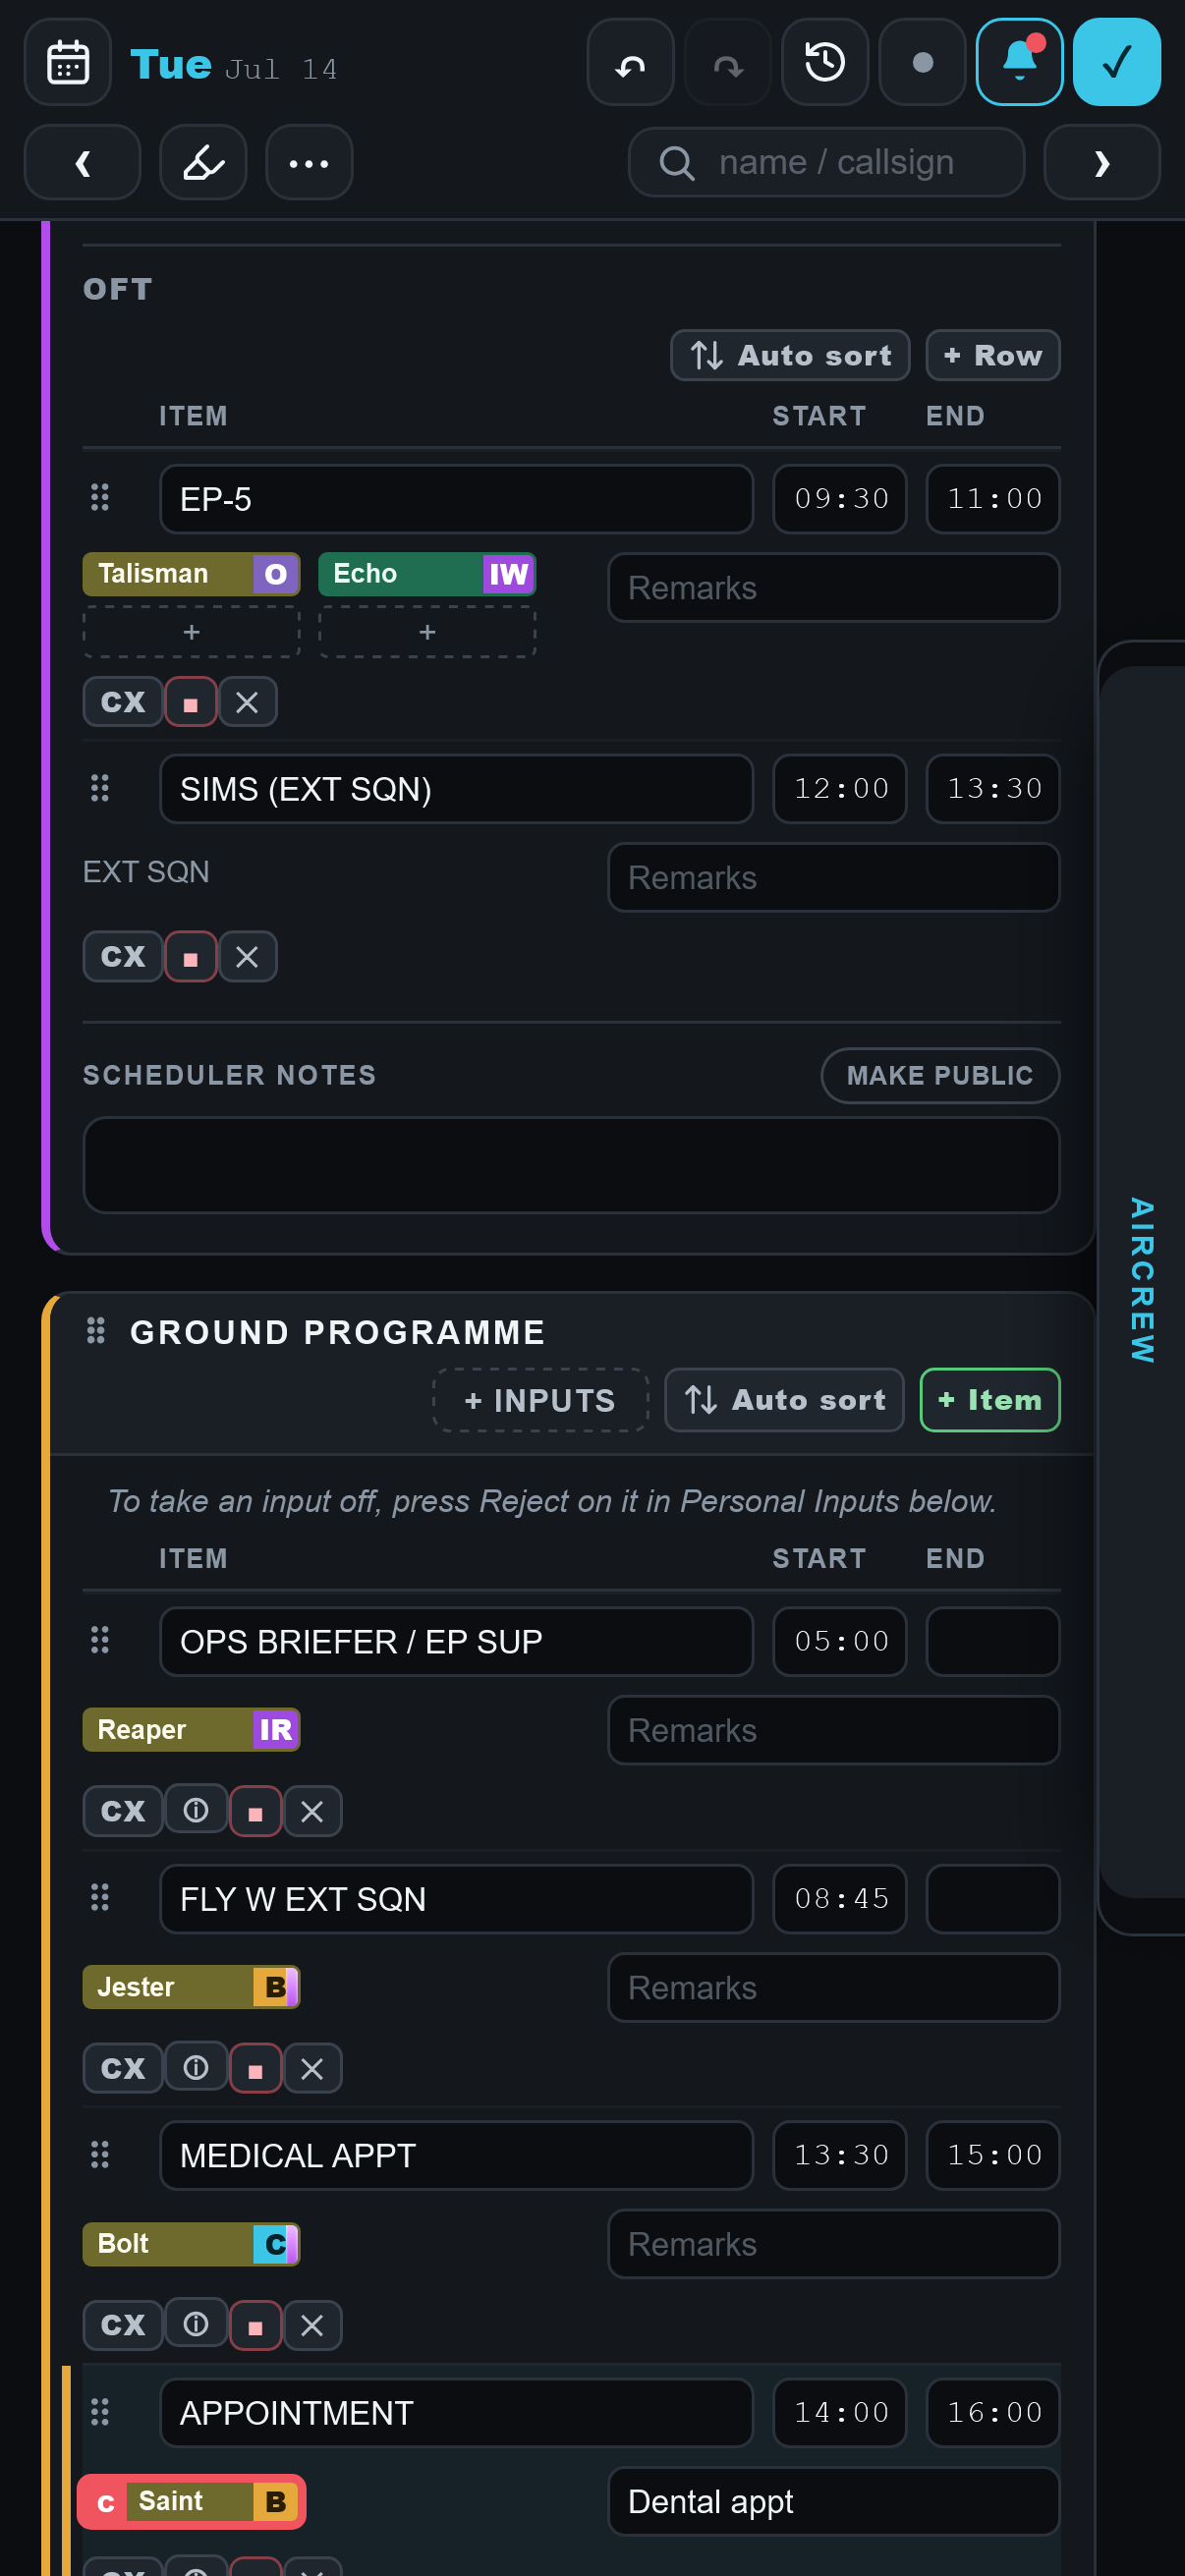 Tue Jul 14
name / callsign
OFT
Auto sort + Row
ITEM START END
EP-5 09:30 11:00
Talisman O Echo IW Remarks
+ +
CX
SIMS (EXT SQN) 12:00 13:30
EXT SQN Remarks
CX
SCHEDULER NOTES MAKE PUBLIC
AIRCREW
GROUND PROGRAMME
+ INPUTS Auto sort + Item
To take an input off, press Reject on it in Personal Inputs below.
ITEM START END
OPS BRIEFER / EP SUP 05:00
Reaper IR Remarks
CX
FLY W EXT SQN 08:45
Jester B Remarks
CX
MEDICAL APPT 13:30 15:00
Bolt C Remarks
CX
APPOINTMENT 14:00 16:00
c Saint B Dental appt